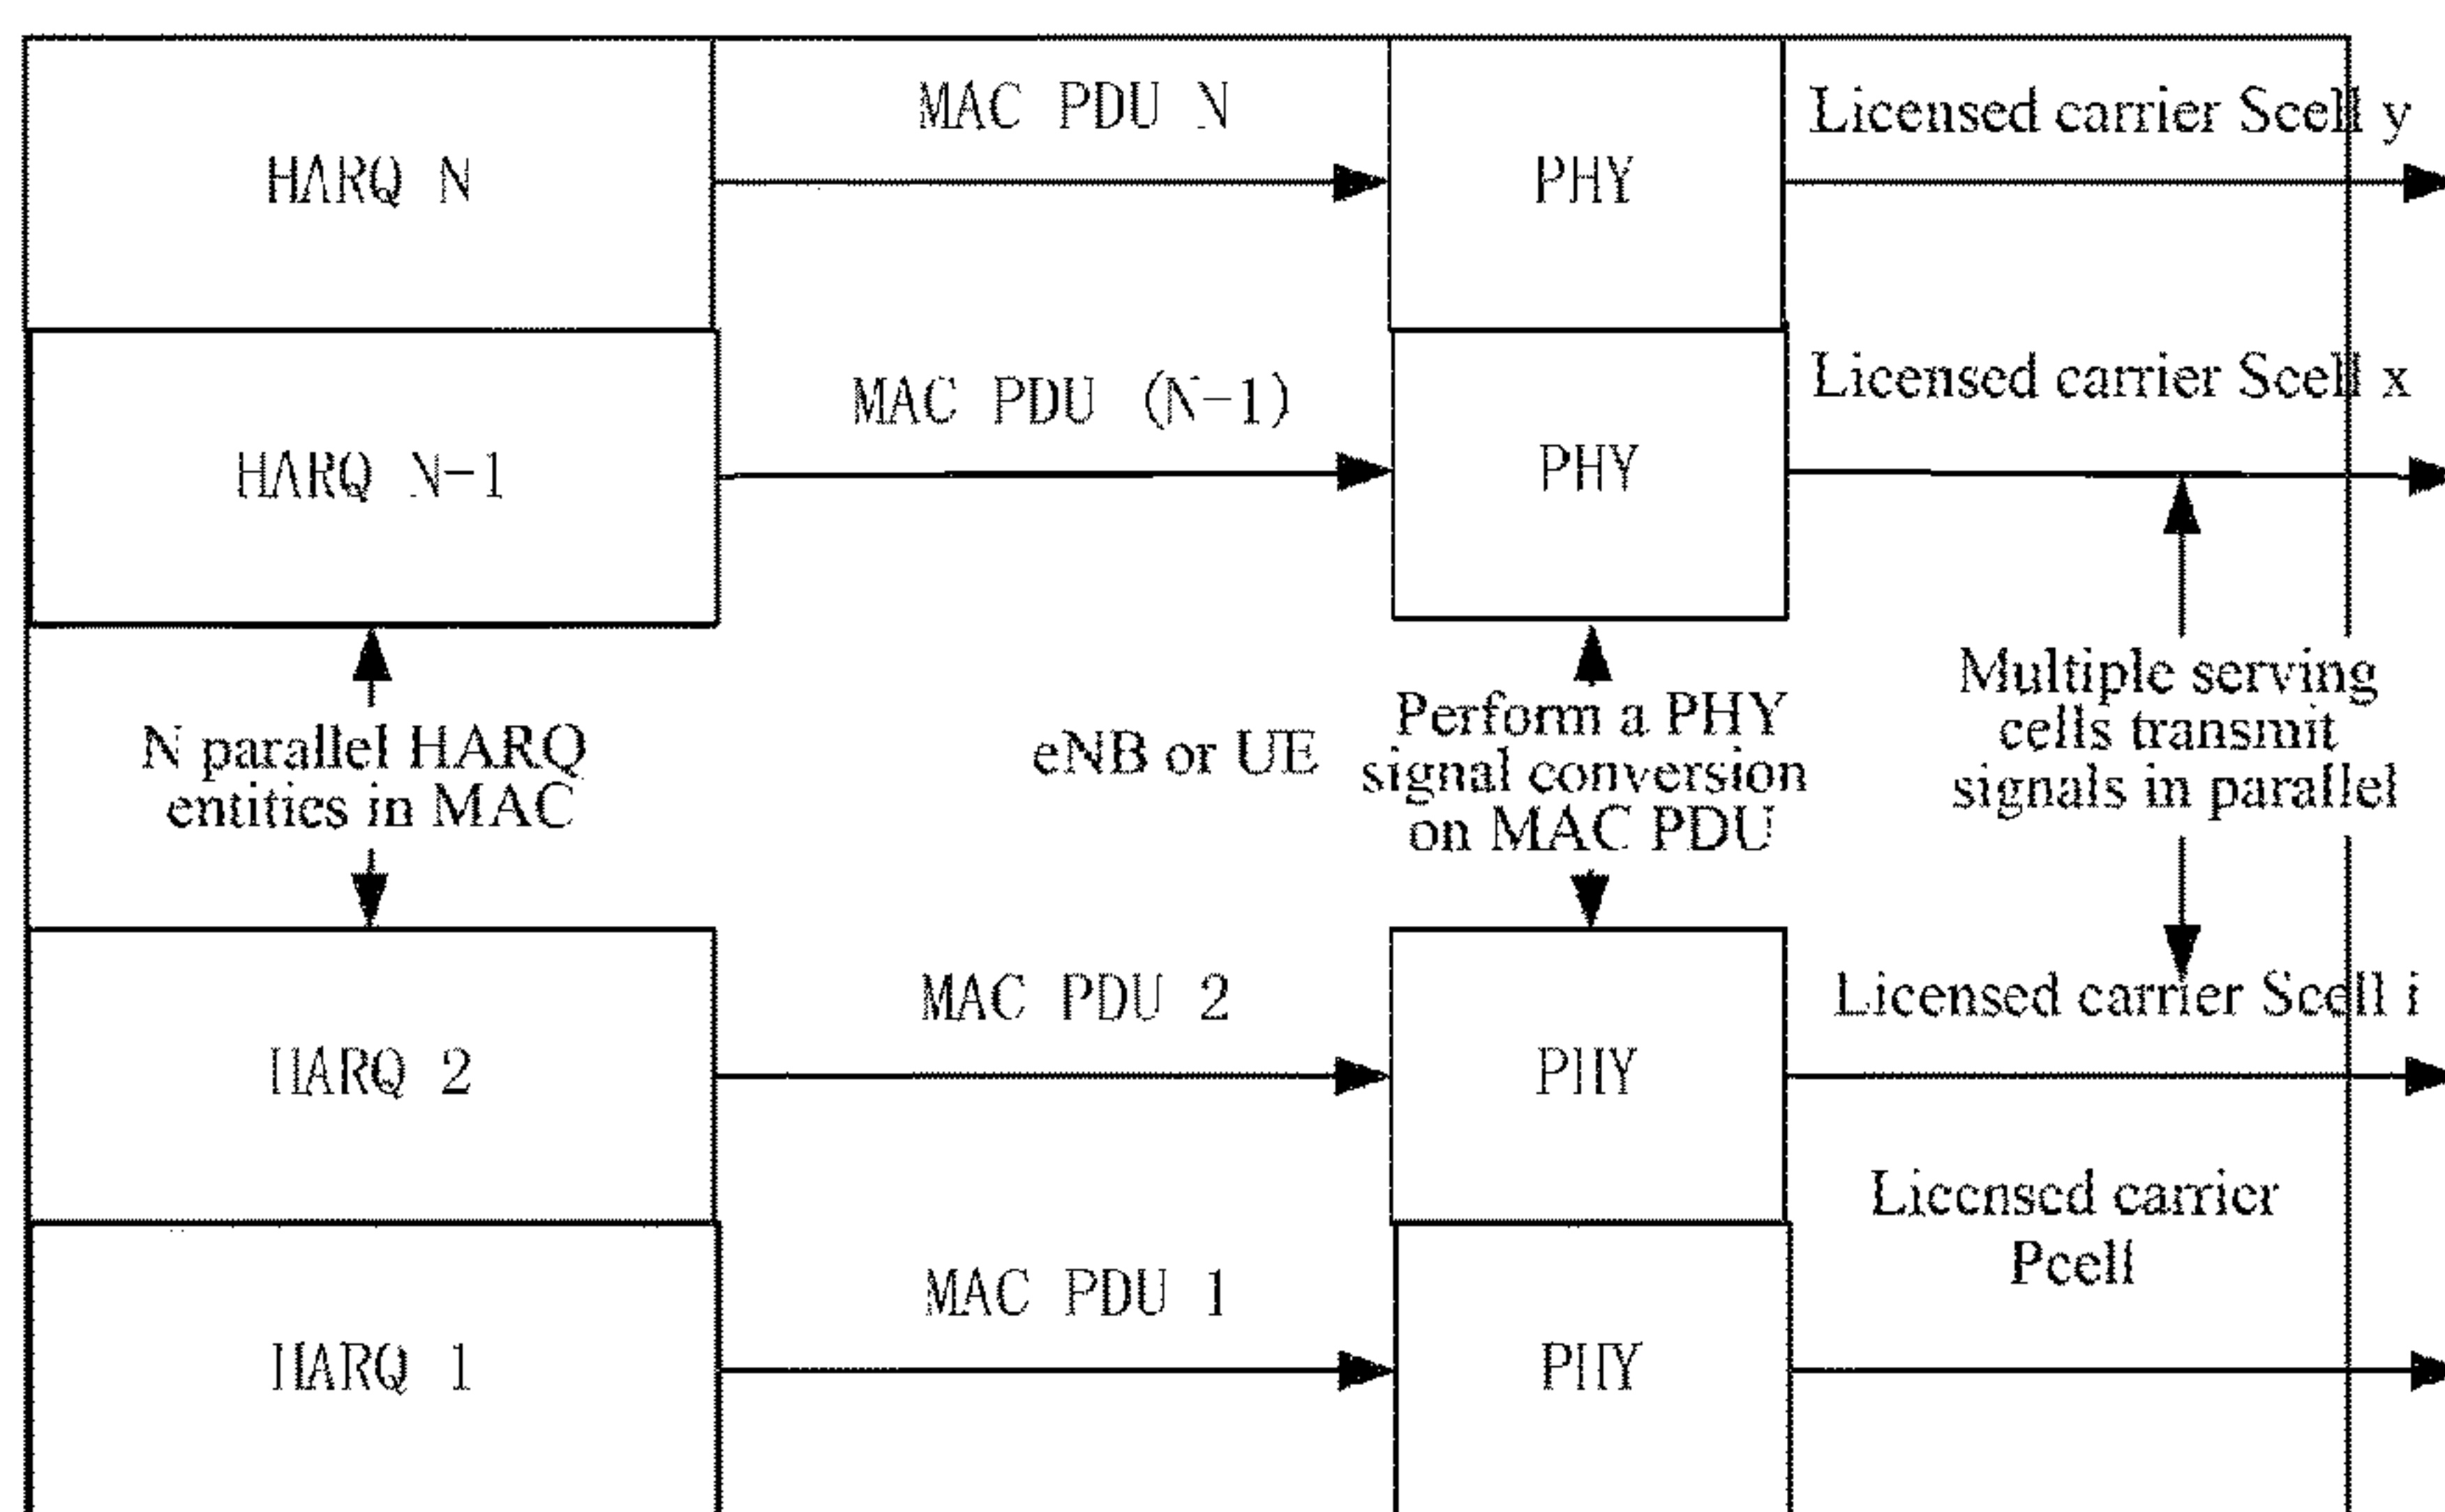 MAC PDU N
Licensed carrier Scell y
HARQ N
PHY
MAC PDU (N-1)
Licensed carrier Scell x
HARQ N-1
PHY
N parallel HARQ
entities in MAC
eNB or UE
Perform a PHY
signal conversion
on MAC PDU
Multiple serving
cells transmit
signals in parallel
MAC PDU 2
Licensed carrier Scell i
HARQ 2
PHY
MAC PDU 1
Licensed carrier
Pcell
HARQ 1
PHY